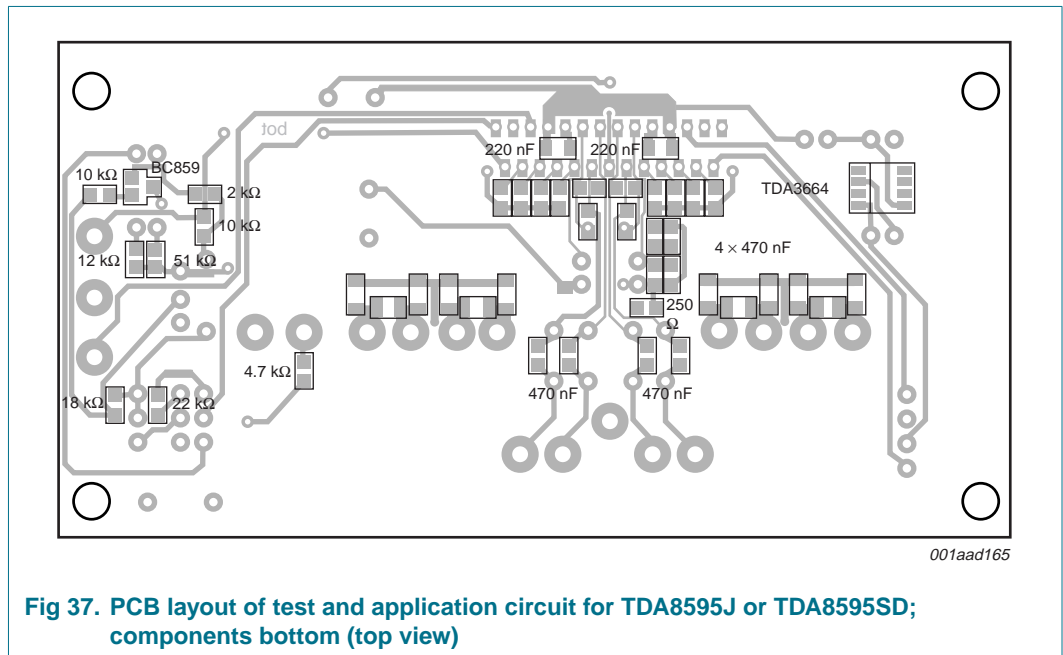 tod
220 nF
220 nF
10 kΩ
BC859
2 kΩ
TDA3664
10 kΩ
12 kΩ
51 kΩ
4 × 470 nF
250
Ω
4.7 kΩ
18 kΩ
22 kΩ
470 nF
470 nF
001aad165
Fig 37. PCB layout of test and application circuit for TDA8595J or TDA8595SD;
components bottom (top view)